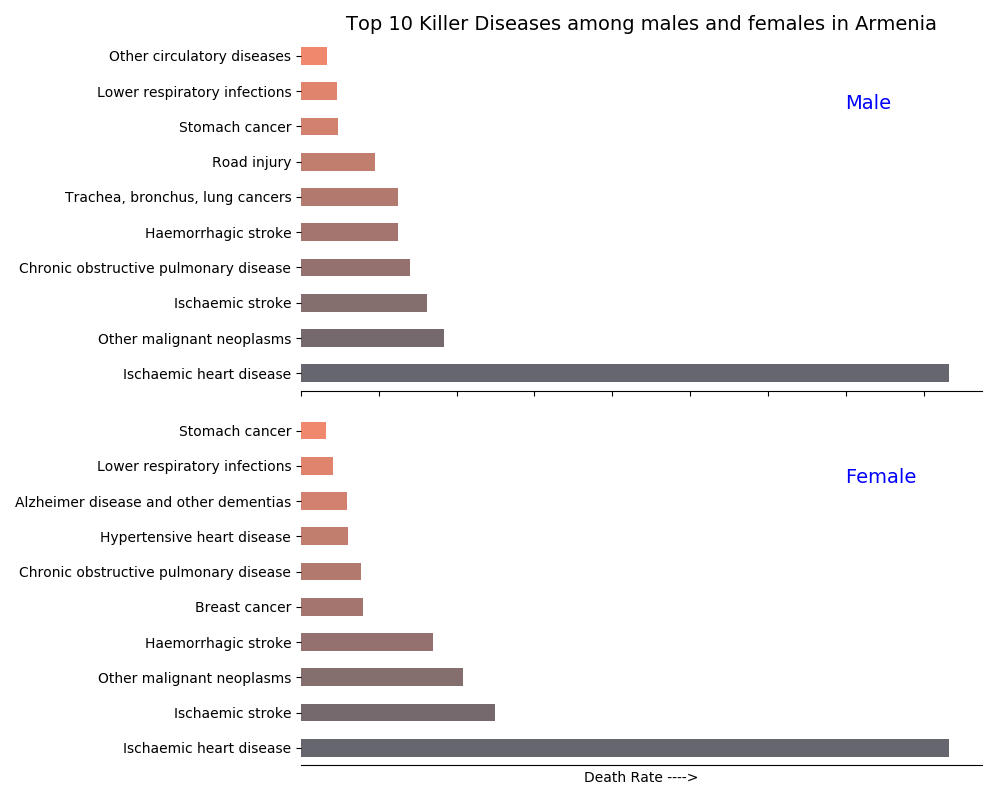 Top 10 Killer Diseases among males and females in Armenia
Other circulatory diseases
Lower respiratory infections
Male
Stomach cancer
Road injury
Trachea, bronchus, lung cancers
Haemorrhagic stroke
Chronic obstructive pulmonary disease
Ischaemic stroke
Other malignant neoplasms
Ischaemic heart disease
Stomach cancer
Lower respiratory infections
Female
Alzheimer disease and other dementias
Hypertensive heart disease
Chronic obstructive pulmonary disease
Breast cancer
Haemorrhagic stroke
Other malignant neoplasms
Ischaemic stroke
Ischaemic heart disease
Death Rate ---->